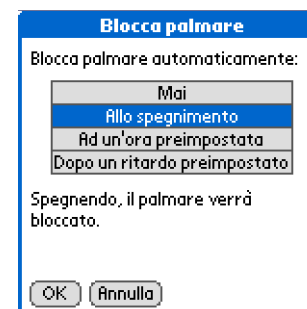 Blocca palmare
Blocca palmare automaticamente:
Mai
Allo spegnimento
Ad un'ora preimpostata
Dopo un ritardo preimpostato
Spegnendo, il palmare verrà
bloccato.
OK Annulla